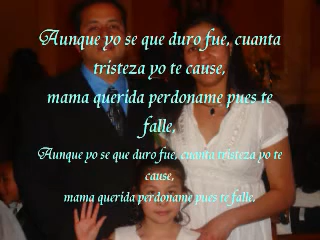 Aunque yo se que duro fue, cuanta
tristeza yo te cause,
mama querida perdoname pues te
falle,
Aunque yo se que duro fue, cuanta tristeza yo te
cause,
mama querida perdoname pues te falle,